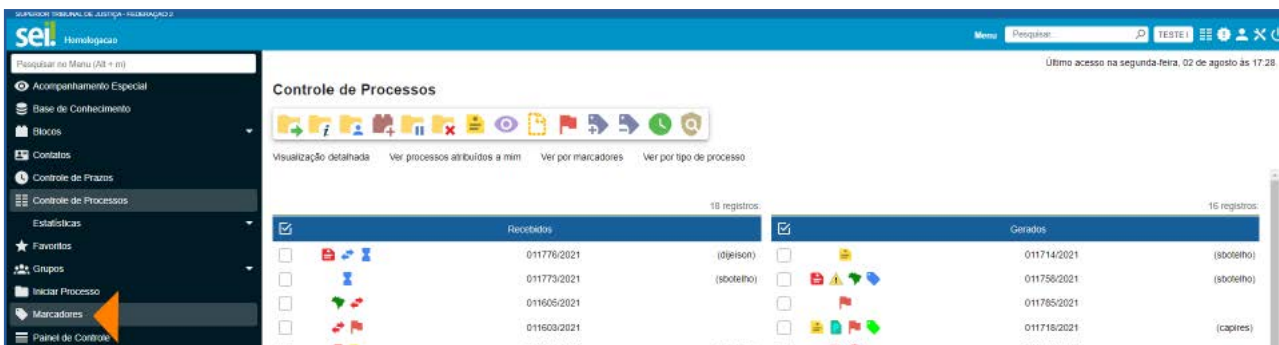 SUPERIOR TRIBUNAL DE JUSTIÇA - FEDERAÇÃO 2
sei. Homologacao
Menu Pesquisar... TESTE I
Pesquisar no Menu (Alt + m)
Último acesso na segunda-feira, 02 de agosto às 17:28.
Acompanhamento Especial
Base de Conhecimento
Blocos
Contatos
Controle de Prazos
Controle de Processos
Estatísticas
Favoritos
Grupos
Iniciar Processo
Marcadores
Painel de Controle
Controle de Processos
Visualização detalhada Ver processos atribuídos a mim Ver por marcadores Ver por tipo de processo
18 registros:
Recebidos
011776/2021 (dijeison)
011773/2021 (sbotelho)
011605/2021
011603/2021
16 registros:
Gerados
011714/2021 (sbotelho)
011756/2021 (sbotelho)
011785/2021
011718/2021 (capires)